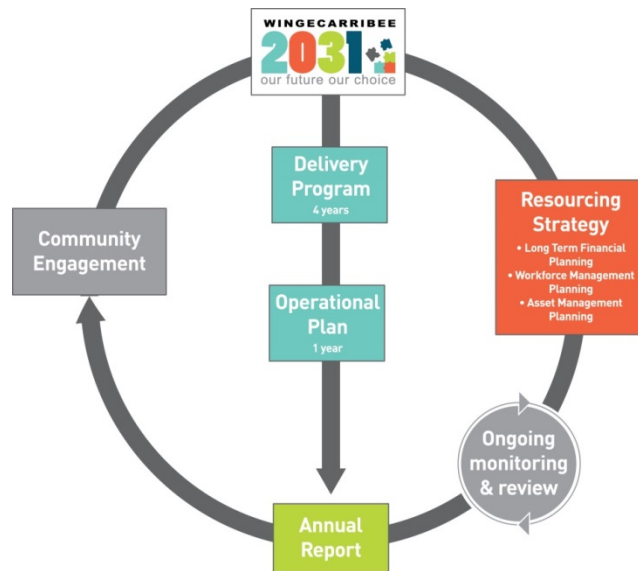 WINGECARRIBEE
2031
our future our choice
Delivery
Program
4 years
Community
Engagement
Resourcing
Strategy
• Long Term Financial
Planning
• Workforce Management
Planning
• Asset Management
Planning
Operational
Plan
1 year
Ongoing
monitoring
& review
Annual
Report